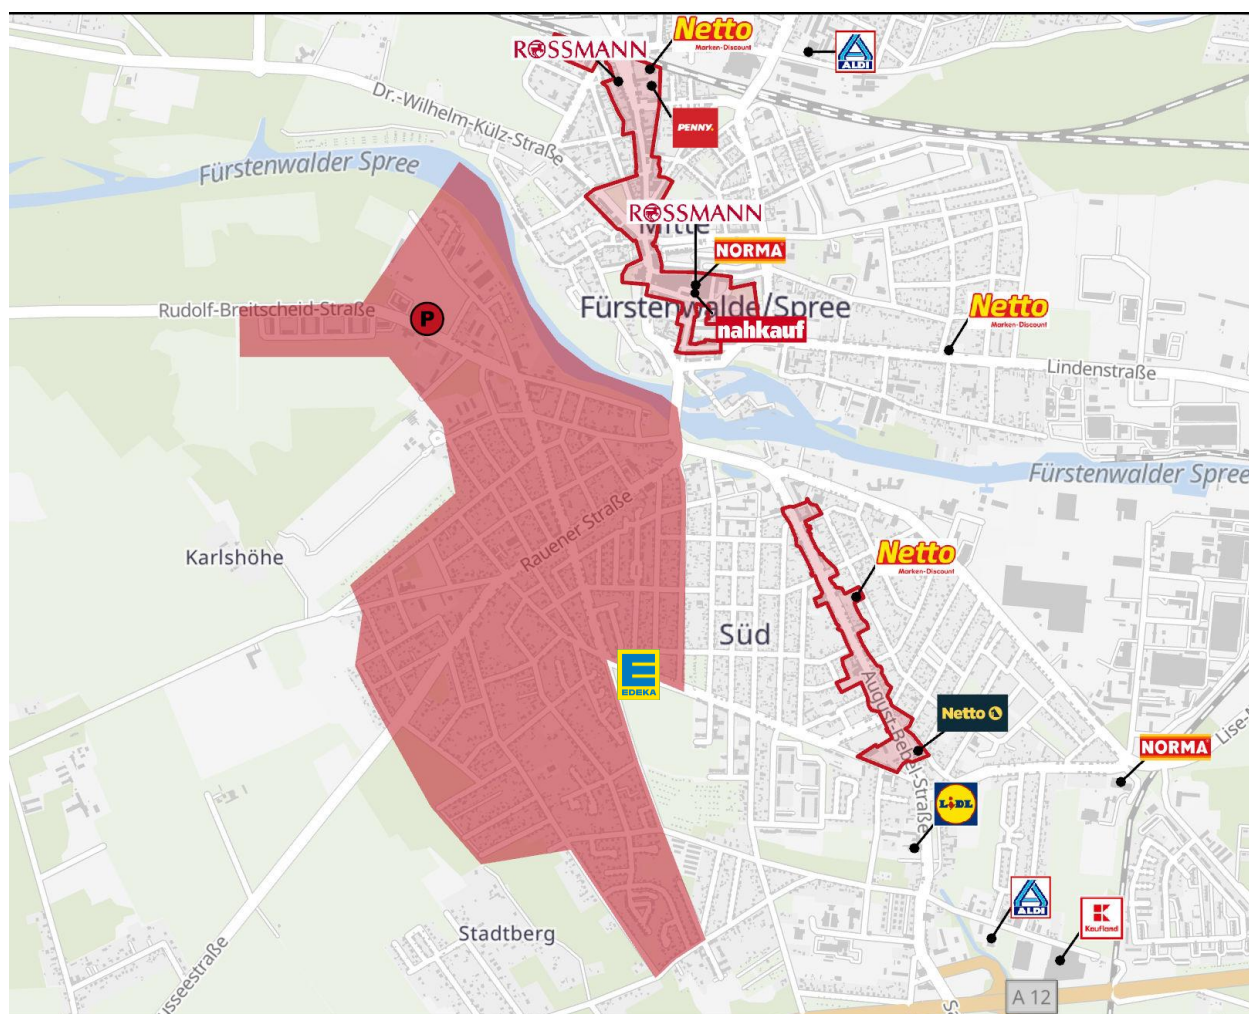 ROSSMANN
Netto
Marken-Discount
ALDI
Dr.-Wilhelm-Külz-Straße
PENNY.
Fürstenwalder Spree
ROSSMANN
Mitte
NORMA
Rudolf-Breitscheid-Straße
P
Fürstenwalde/Spree
nahkauf
Netto
Marken-Discount
Lindenstraße
Fürstenwalder Spree
Rauener Straße
Karlshöhe
Netto
Marken-Discount
Süd
E
EDEKA
August-Bebel-Straße
Netto
NORMA
Lise-
LiDL
ALDI
K
Kaufland
Stadtberg
usseestraße
A 12